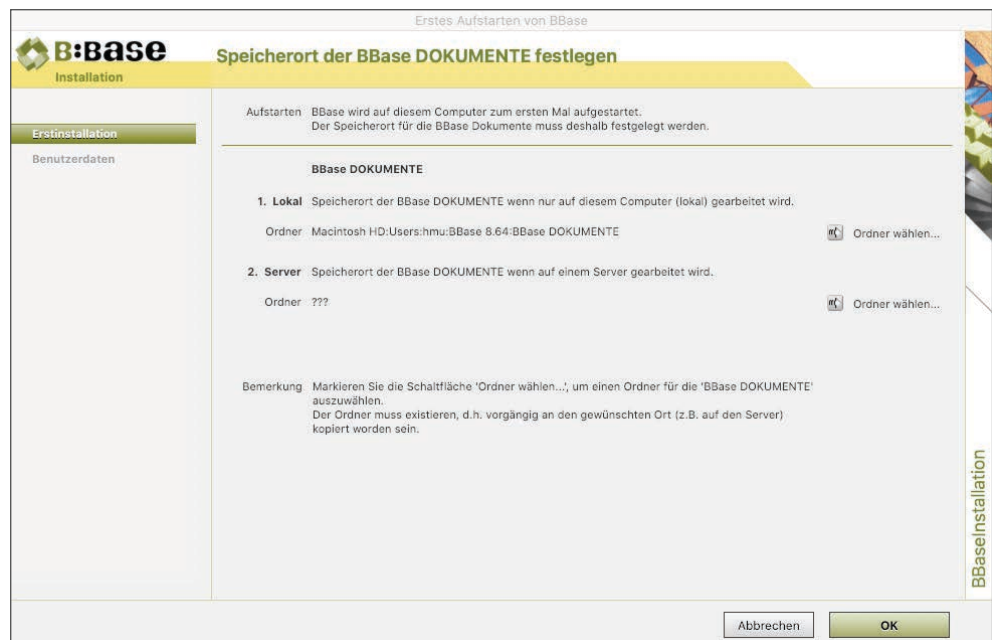 Erstes Aufstarten von BBase
B:Base
Installation
Speicherort der BBase DOKUMENTE festlegen
Erstinstallation
Benutzerdaten
Aufstarten BBase wird auf diesem Computer zum ersten Mal aufgestartet.
Der Speicherort für die BBase Dokumente muss deshalb festgelegt werden.
BBase DOKUMENTE
1. Lokal Speicherort der BBase DOKUMENTE wenn nur auf diesem Computer (lokal) gearbeitet wird.
Ordner Macintosh HD:Users:hmu:BBase 8.64:BBase DOKUMENTE Ordner wählen...
2. Server Speicherort der BBase DOKUMENTE wenn auf einem Server gearbeitet wird.
Ordner ??? Ordner wählen...
Bemerkung Markieren Sie die Schaltfläche 'Ordner wählen...', um einen Ordner für die 'BBase DOKUMENTE'
auszuwählen.
Der Ordner muss existieren, d.h. vorgängig an den gewünschten Ort (z.B. auf den Server)
kopiert worden sein.
BBaseInstallation
Abbrechen OK